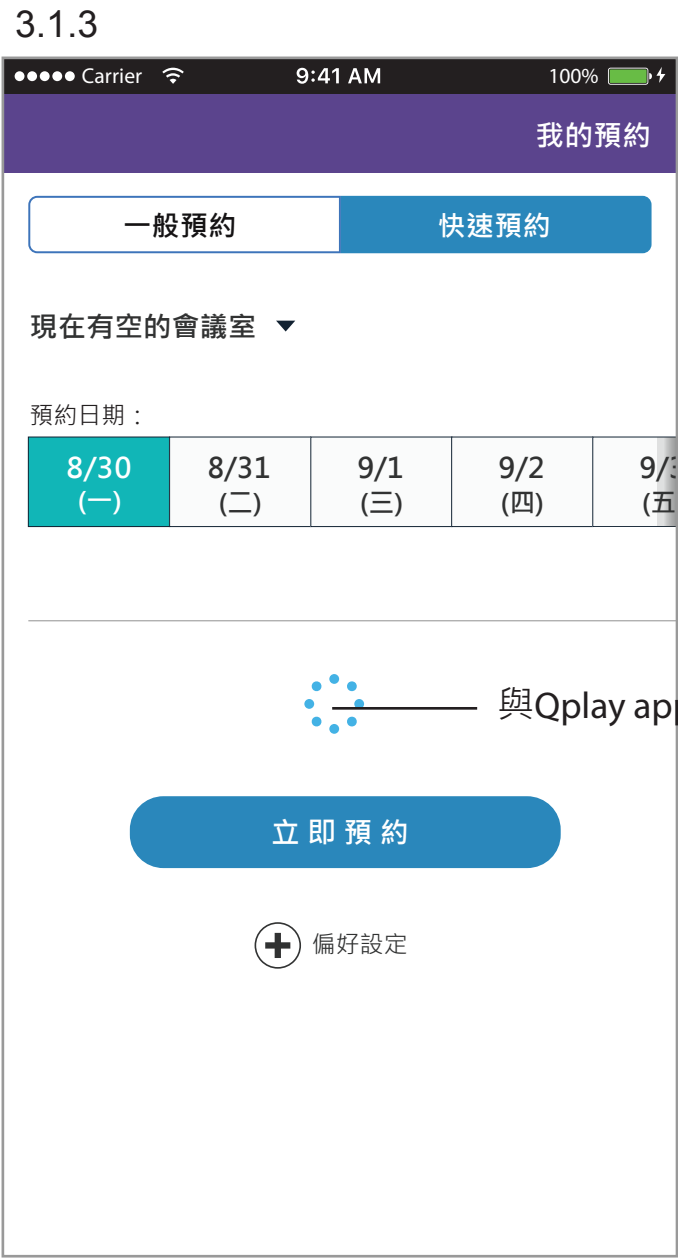 3.1.3
Carrier 9:41 AM 100%
我的預約
一般預約 快速預約
現在有空的會議室
預約日期：
8/30 8/31 9/1 9/2 9/
(一) (二) (三) (四) (五
與Qplay app
立即預約
偏好設定